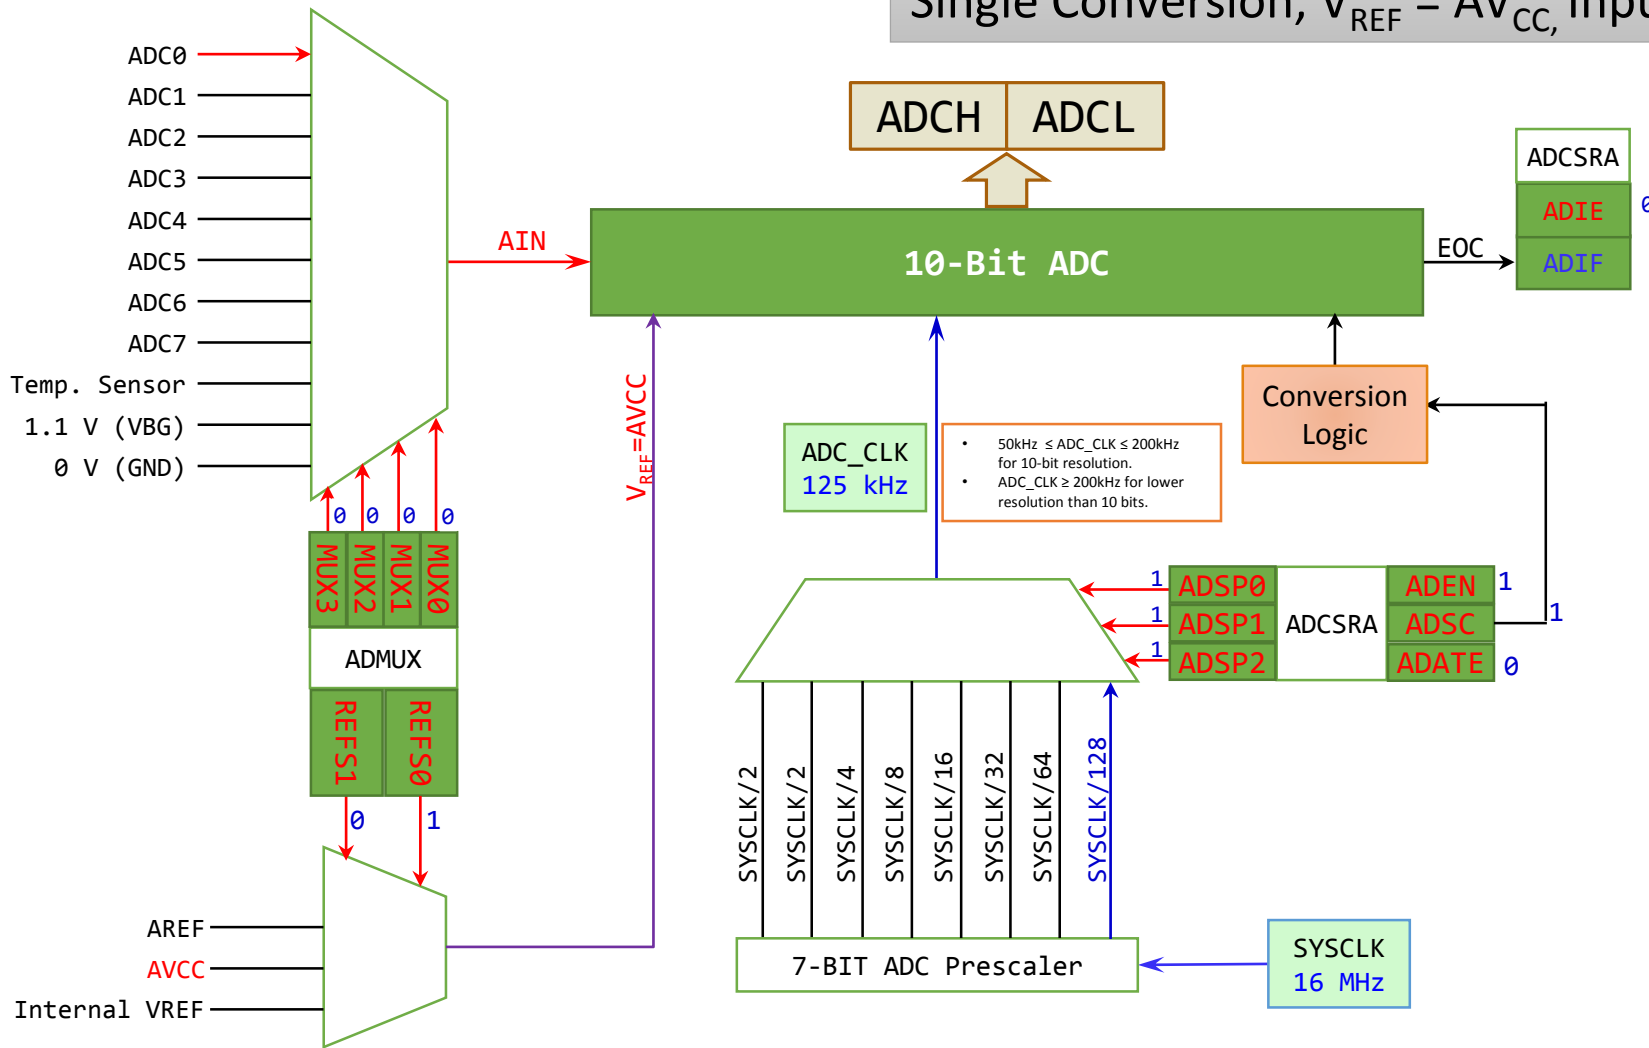 Single Conversion, VREF = AVCC, Inpu
ADC0
ADC1
ADC2
ADC3
ADC4
ADC5
ADC6
ADC7
Temp. Sensor
1.1 V (VBG)
0 V (GND)
AIN
ADCH ADCL
10-Bit ADC
EOC
ADCSRA
ADIE 0
ADIF
VREF=AVCC
Conversion
Logic
ADC_CLK
125 kHz
• 50kHz ≤ ADC_CLK ≤ 200kHz
for 10-bit resolution.
• ADC_CLK ≥ 200kHz for lower
resolution than 10 bits.
0 0 0 0
MUX3 MUX2 MUX1 MUX0
ADMUX
REFS1 REFS0
0 1
AREF
AVCC
Internal VREF
1 ADSP0
1 ADSP1
1 ADSP2
ADCSRA
ADEN 1
ADSC 1
ADATE 0
SYSCLK/2
SYSCLK/2
SYSCLK/4
SYSCLK/8
SYSCLK/16
SYSCLK/32
SYSCLK/64
SYSCLK/128
7-BIT ADC Prescaler
SYSCLK
16 MHz